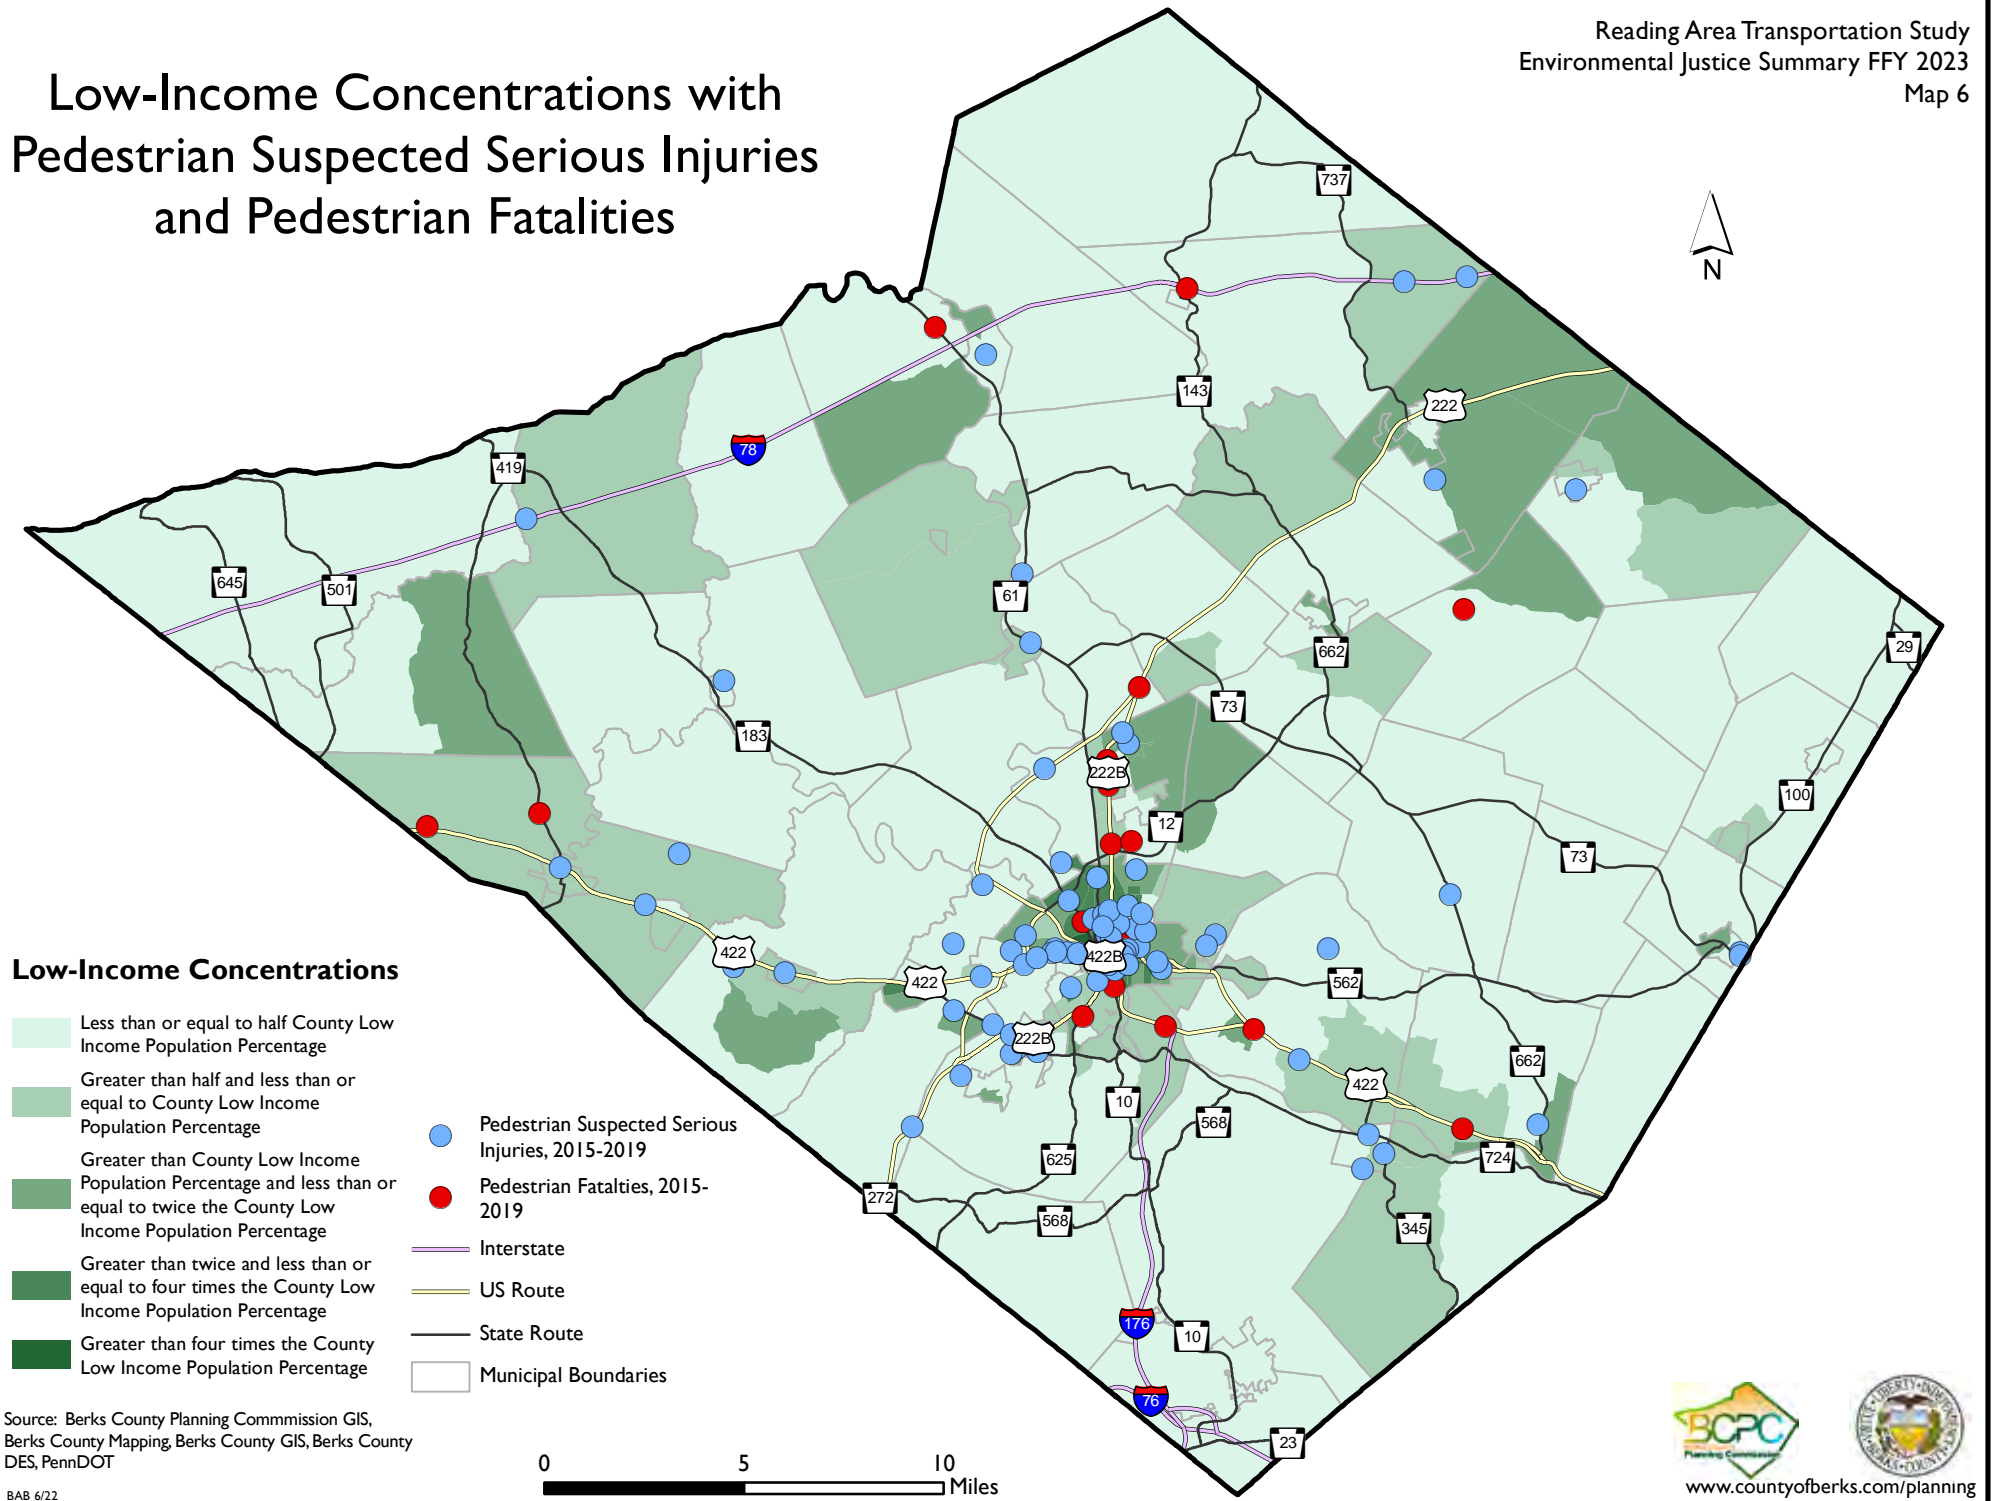 Reading Area Transportation Study
Environmental Justice Summary FFY 2023
Map 6
Low-Income Concentrations with
Pedestrian Suspected Serious Injuries
and Pedestrian Fatalities
N
737
143
222
78
419
645
501
61
662
29
183
73
222B
12
100
73
422
422
422B
562
222B
662
422
10
568
625
724
272
568
345
176
10
76
23
Low-Income Concentrations
Less than or equal to half County Low
Income Population Percentage
Greater than half and less than or
equal to County Low Income
Population Percentage
Greater than County Low Income
Population Percentage and less than or
equal to twice the County Low
Income Population Percentage
Greater than twice and less than or
equal to four times the County Low
Income Population Percentage
Greater than four times the County
Low Income Population Percentage
Pedestrian Suspected Serious
Injuries, 2015-2019
Pedestrian Fatalties, 2015-
2019
Interstate
US Route
State Route
Municipal Boundaries
Source: Berks County Planning Commmission GIS,
Berks County Mapping, Berks County GIS, Berks County
DES, PennDOT
BAB 6/22
0 5 10
Miles
BCPC
Planning Commission
www.countyofberks.com/planning